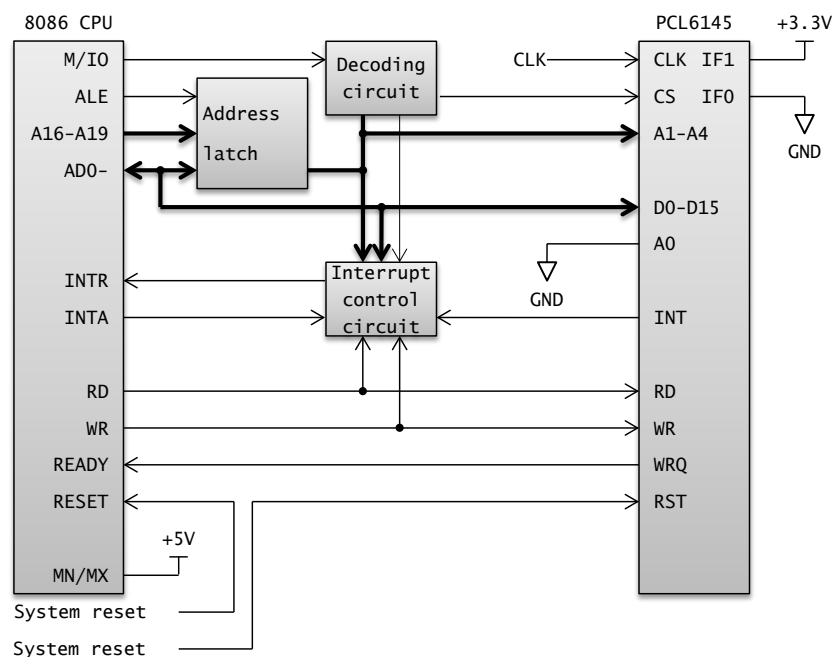 8086 CPU
PCL6145
+3.3V
M/IO
Decoding
circuit
CLK
CLK IF1
ALE
CS IF0
Address
latch
A16-A19
A1-A4
GND
AD0-
D0-D15
A0
GND
INTR
Interrupt
control
circuit
INTA
INT
RD
RD
WR
WR
READY
WRQ
RESET
RST
+5V
MN/MX
System reset
System reset